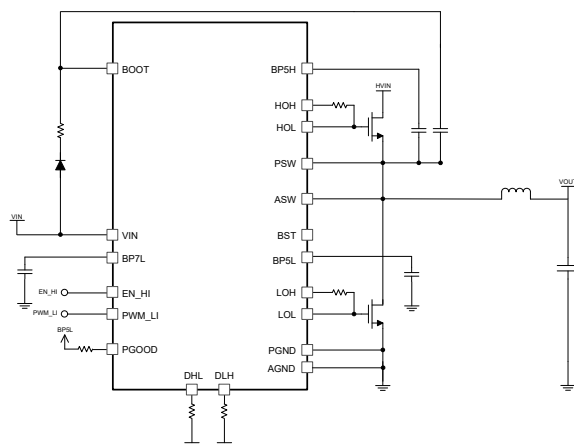 BOOT
BP5H
HVIN
HOH
HOL
PSW
ASW
VOUT
VIN
VIN
BST
BP7L
BP5L
EN_HI
EN_HI
LOH
PWM_LI
PWM_LI
LOL
BP5L
PGOOD
PGND
AGND
DHL
DLH